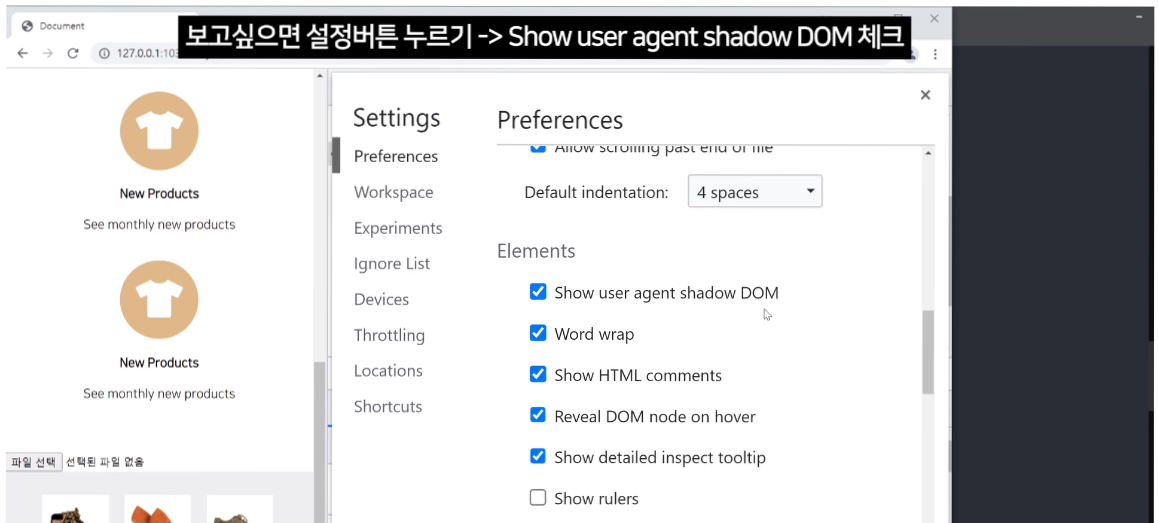 Document
보고싶으면 설정버튼 누르기 -> Show user agent shadow DOM 체크
127.0.0.1:103
Settings
Preferences
Preferences
Allow scrolling past end of file
Workspace
Default indentation: 4 spaces
Experiments
Ignore List
Elements
Devices
Show user agent shadow DOM
Throttling
Word wrap
Locations
Show HTML comments
Shortcuts
Reveal DOM node on hover
Show detailed inspect tooltip
Show rulers
New Products
See monthly new products
New Products
See monthly new products
파일 선택 선택된 파일 없음